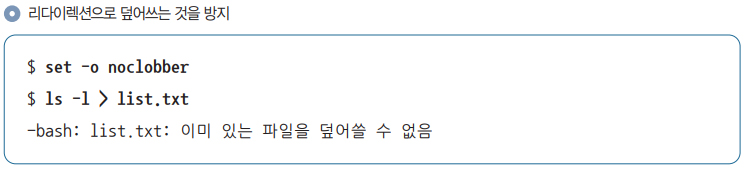 리다이렉션으로 덮어쓰는 것을 방지
$ set -o noclobber
$ ls -l > list.txt
-bash: list.txt: 이미 있는 파일을 덮어쓸 수 없음